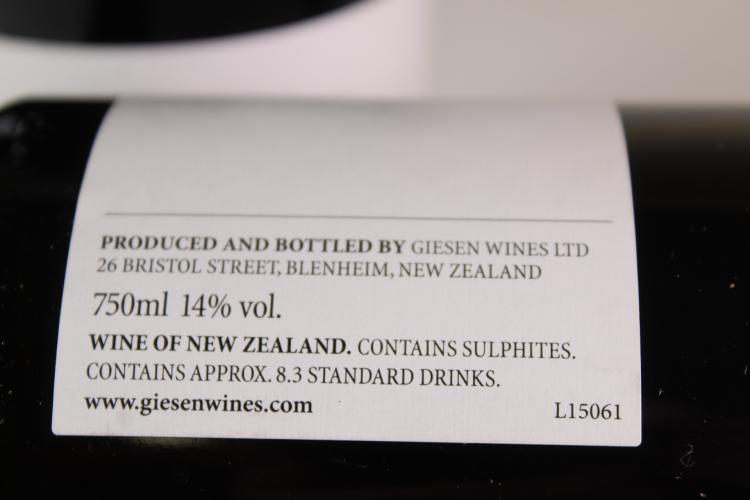 PRODUCED AND BOTTLED BY GIESEN WINES LTD
26 BRISTOL STREET, BLENHEIM, NEW ZEALAND
750ml 14% vol.
WINE OF NEW ZEALAND. CONTAINS SULPHITES.
CONTAINS APPROX. 8.3 STANDARD DRINKS.
www.giesenwines.com L15061